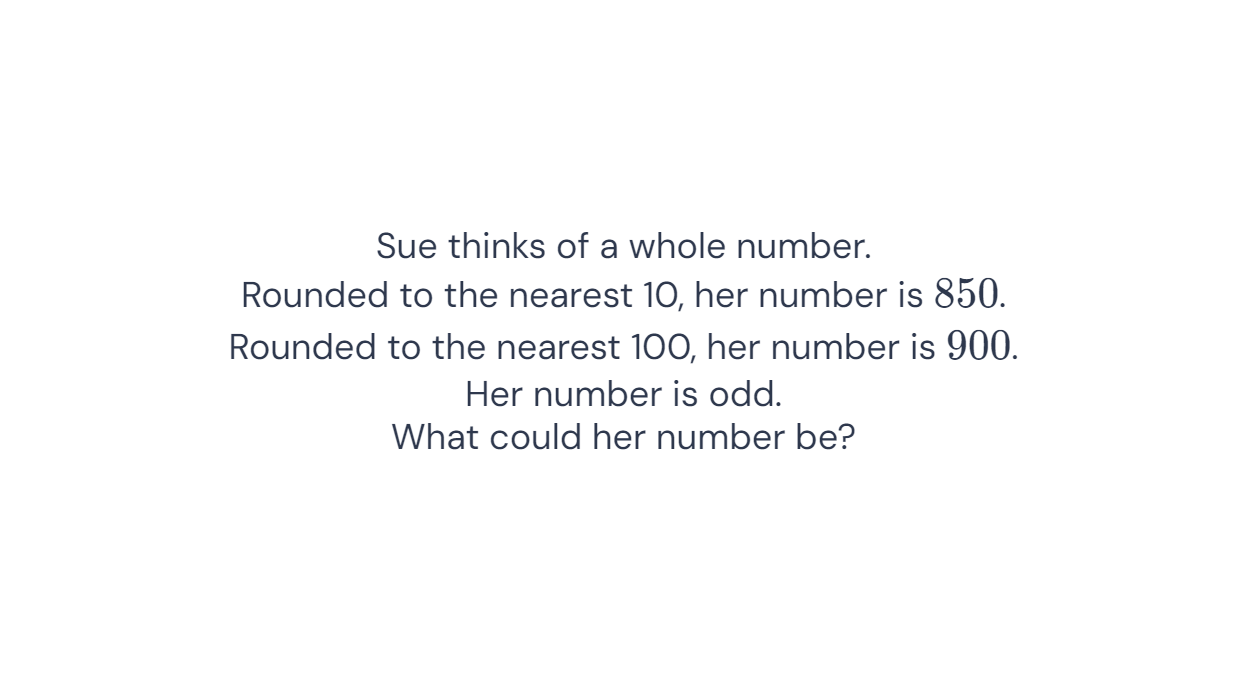 Sue thinks of a whole number.
Rounded to the nearest 10, her number is 850.
Rounded to the nearest 100, her number is 900.
Her number is odd.
What could her number be?